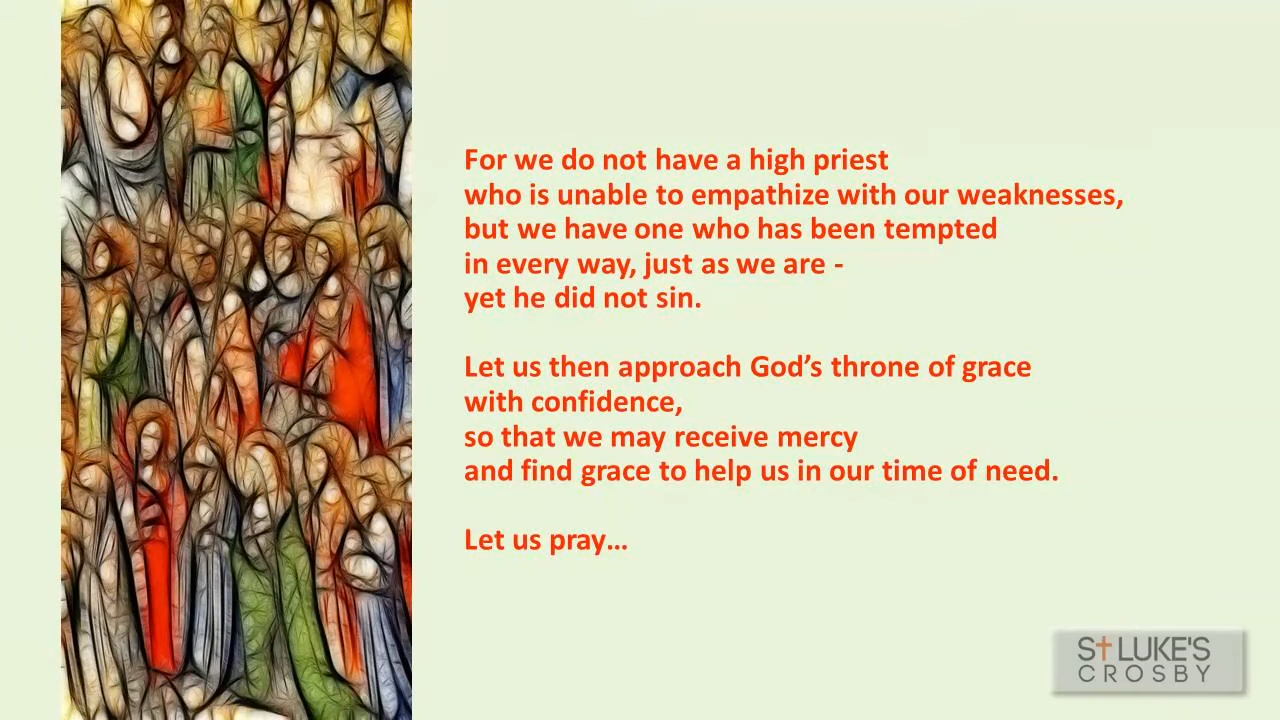 For we do not have a high priest
who is unable to empathize with our weaknesses,
but we have one who has been tempted
in every way, just as we are -
yet he did not sin.
Let us then approach God’s throne of grace
with confidence,
so that we may receive mercy
and find grace to help us in our time of need.
Let us pray…
St LUKE'S
CROSBY